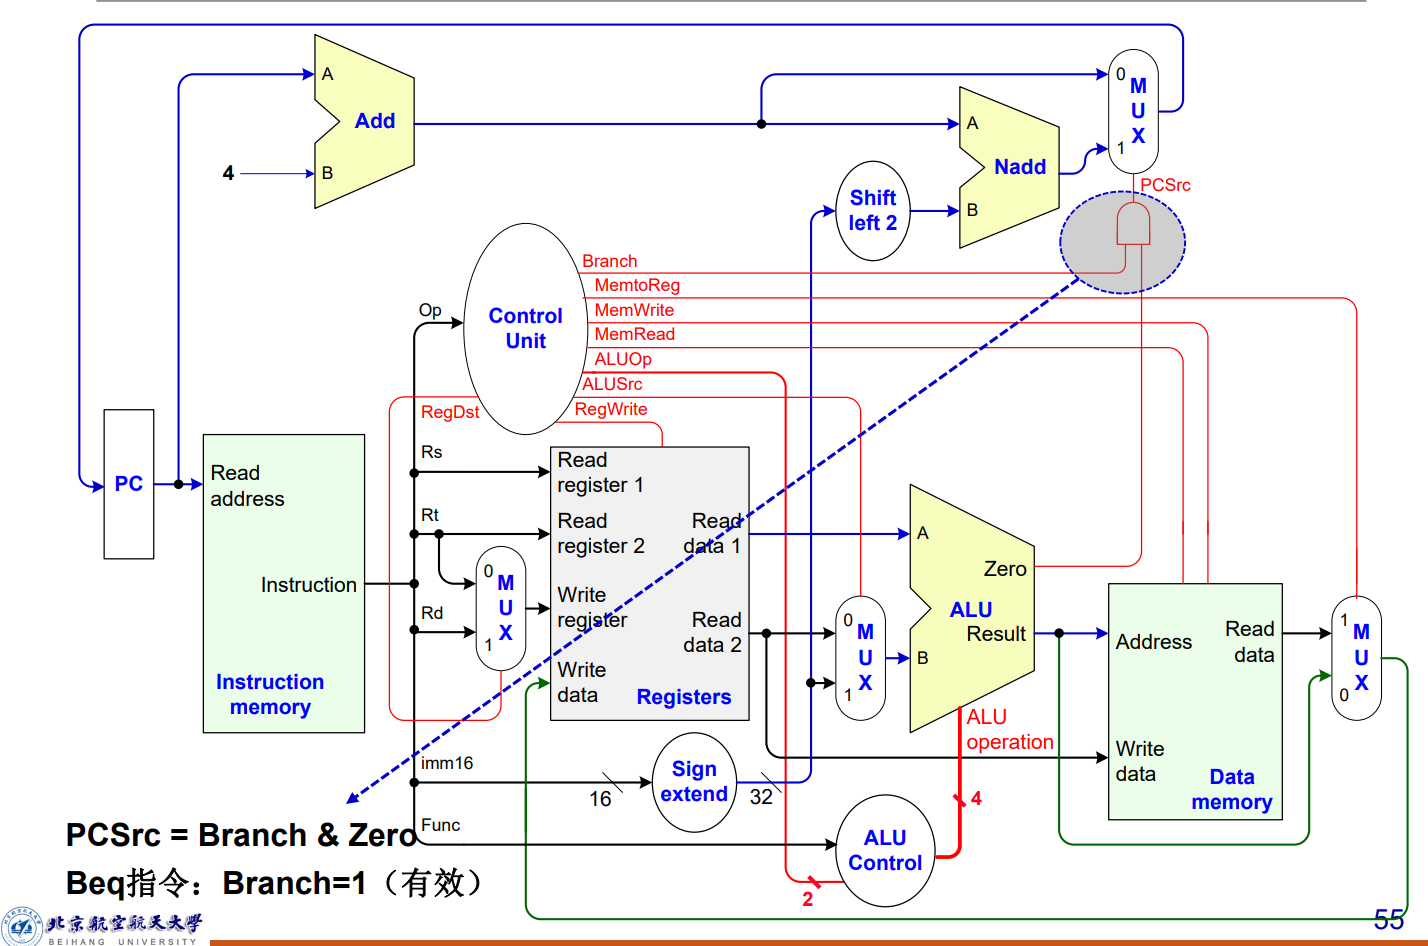 0
M
U
X
1
A
Add
B
4
A
Nadd
B
PCSrc
Shift
left 2
Branch
MemtoReg
MemWrite
MemRead
ALUOp
ALUSrc
RegWrite
Op
Control
Unit
RegDst
PC
Read
address
Instruction
Instruction
memory
Rs
Rt
Rd
0
M
U
X
1
Read
register 1
Read
register 2
Write
register
Write
data
Read
data 1
Read
data 2
Registers
0
M
U
X
1
A
Zero
ALU
Result
B
ALU
operation
4
Address
Read
data
Write
data
Data
memory
1
M
U
X
0
imm16
16
Sign
extend
32
Func
ALU
Control
2
PCSrc = Branch & Zero
Beq指令：Branch=1（有效）
北京航空航天大学
BEIHANG UNIVERSITY
55